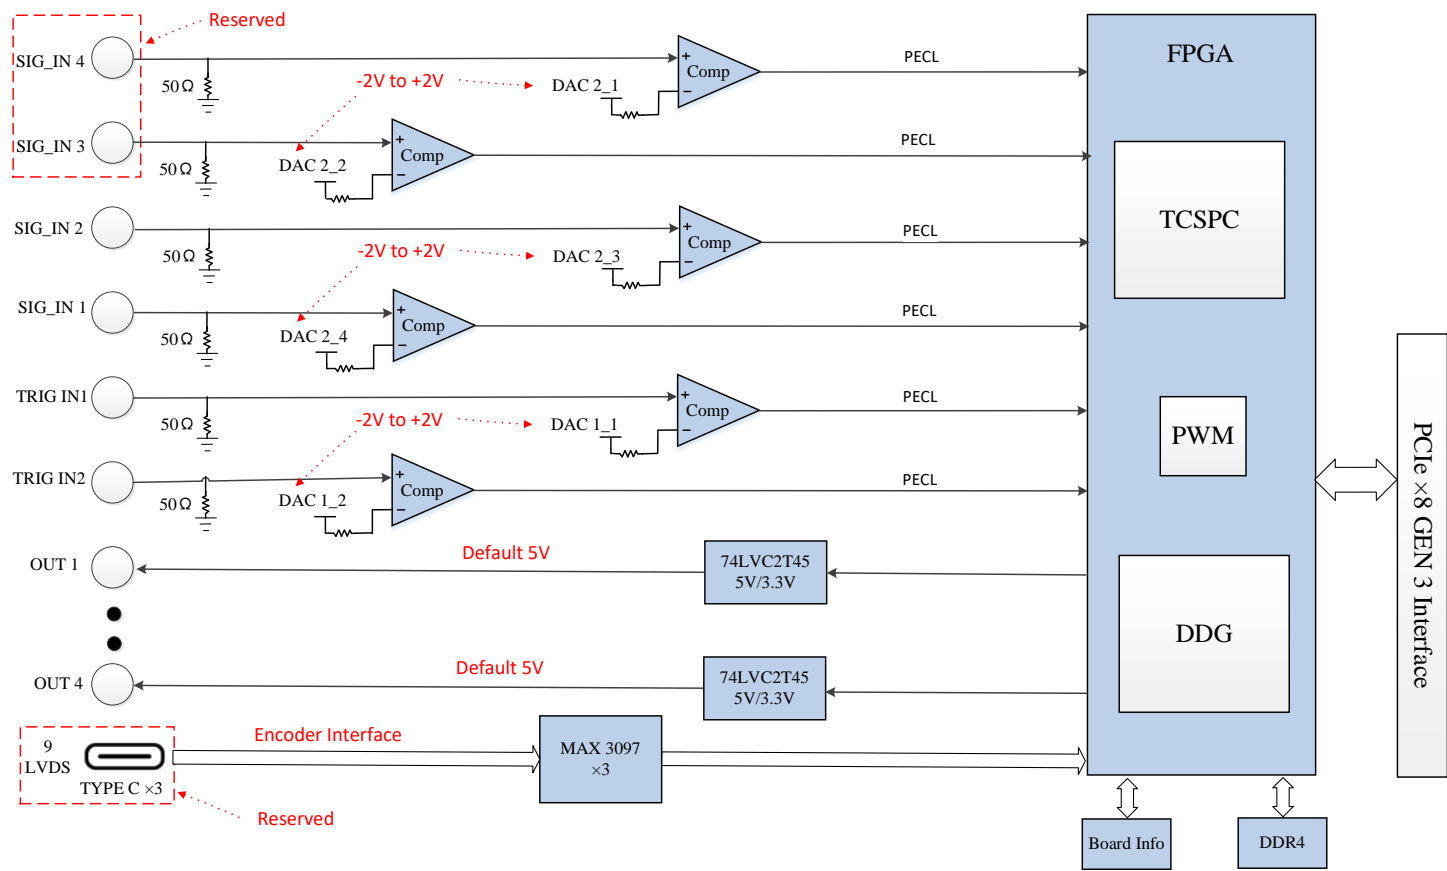 Reserved
SIG_IN 4
50Ω
-2V to +2V
DAC 2_1
+
Comp
−
PECL
FPGA
SIG_IN 3
50Ω
DAC 2_2
+
Comp
−
PECL
TCSPC
SIG_IN 2
50Ω
-2V to +2V
DAC 2_3
+
Comp
−
PECL
SIG_IN 1
50Ω
DAC 2_4
+
Comp
−
PECL
TRIG IN1
50Ω
-2V to +2V
DAC 1_1
+
Comp
−
PECL
PWM
TRIG IN2
50Ω
DAC 1_2
+
Comp
−
PECL
PCIe ×8 GEN 3 Interface
OUT 1
Default 5V
74LVC2T45
5V/3.3V
DDG
OUT 4
Default 5V
74LVC2T45
5V/3.3V
9
LVDS
TYPE C ×3
Encoder Interface
MAX 3097
×3
Reserved
Board Info
DDR4